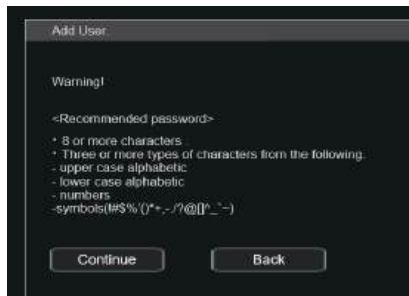 Add User
Warning!
<Recommended password>
* 8 or more characters
* Three or more types of characters from the following.
- upper case alphabetic
- lower case alphabetic
- numbers
-symbols(!#$%'()*+,-./?@[]^_`~)
Continue
Back